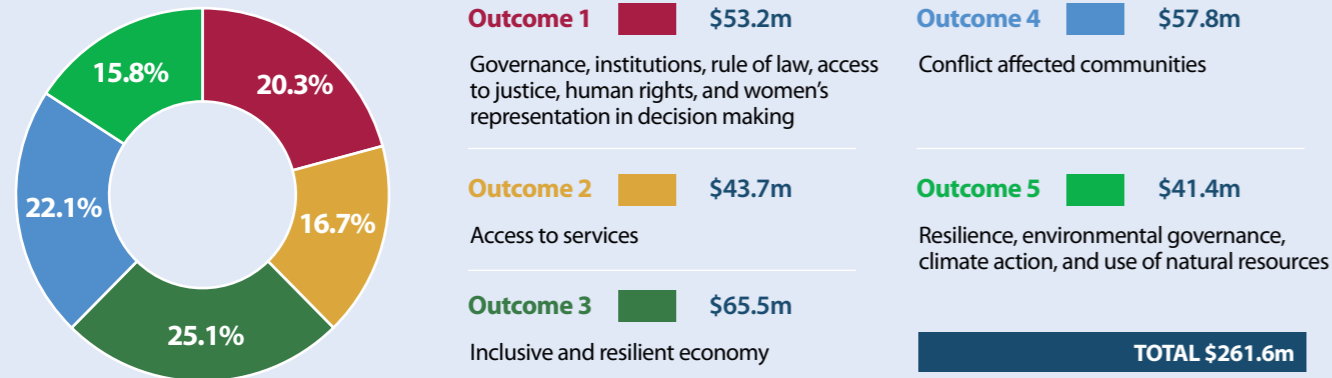 20.3%
16.7%
25.1%
22.1%
15.8%
Outcome 1 $53.2m
Governance, institutions, rule of law, access
to justice, human rights, and women's
representation in decision making
Outcome 2 $43.7m
Access to services
Outcome 3 $65.5m
Inclusive and resilient economy
Outcome 4 $57.8m
Conflict affected communities
Outcome 5 $41.4m
Resilience, environmental governance,
climate action, and use of natural resources
TOTAL $261.6m